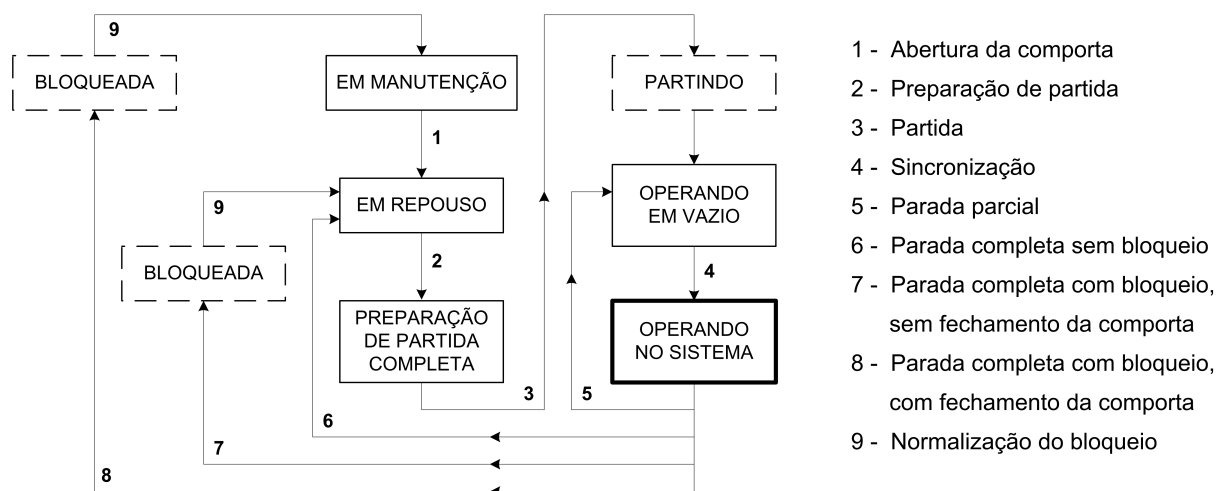 9
BLOQUEADA
EM MANUTENÇÃO
PARTINDO
1
9
EM REPOUSO
OPERANDO
EM VAZIO
BLOQUEADA
2
4
PREPARAÇÃO
DE PARTIDA
COMPLETA
OPERANDO
NO SISTEMA
3
5
6
7
8
1 - Abertura da comporta
2 - Preparação de partida
3 - Partida
4 - Sincronização
5 - Parada parcial
6 - Parada completa sem bloqueio
7 - Parada completa com bloqueio,
sem fechamento da comporta
8 - Parada completa com bloqueio,
com fechamento da comporta
9 - Normalização do bloqueio